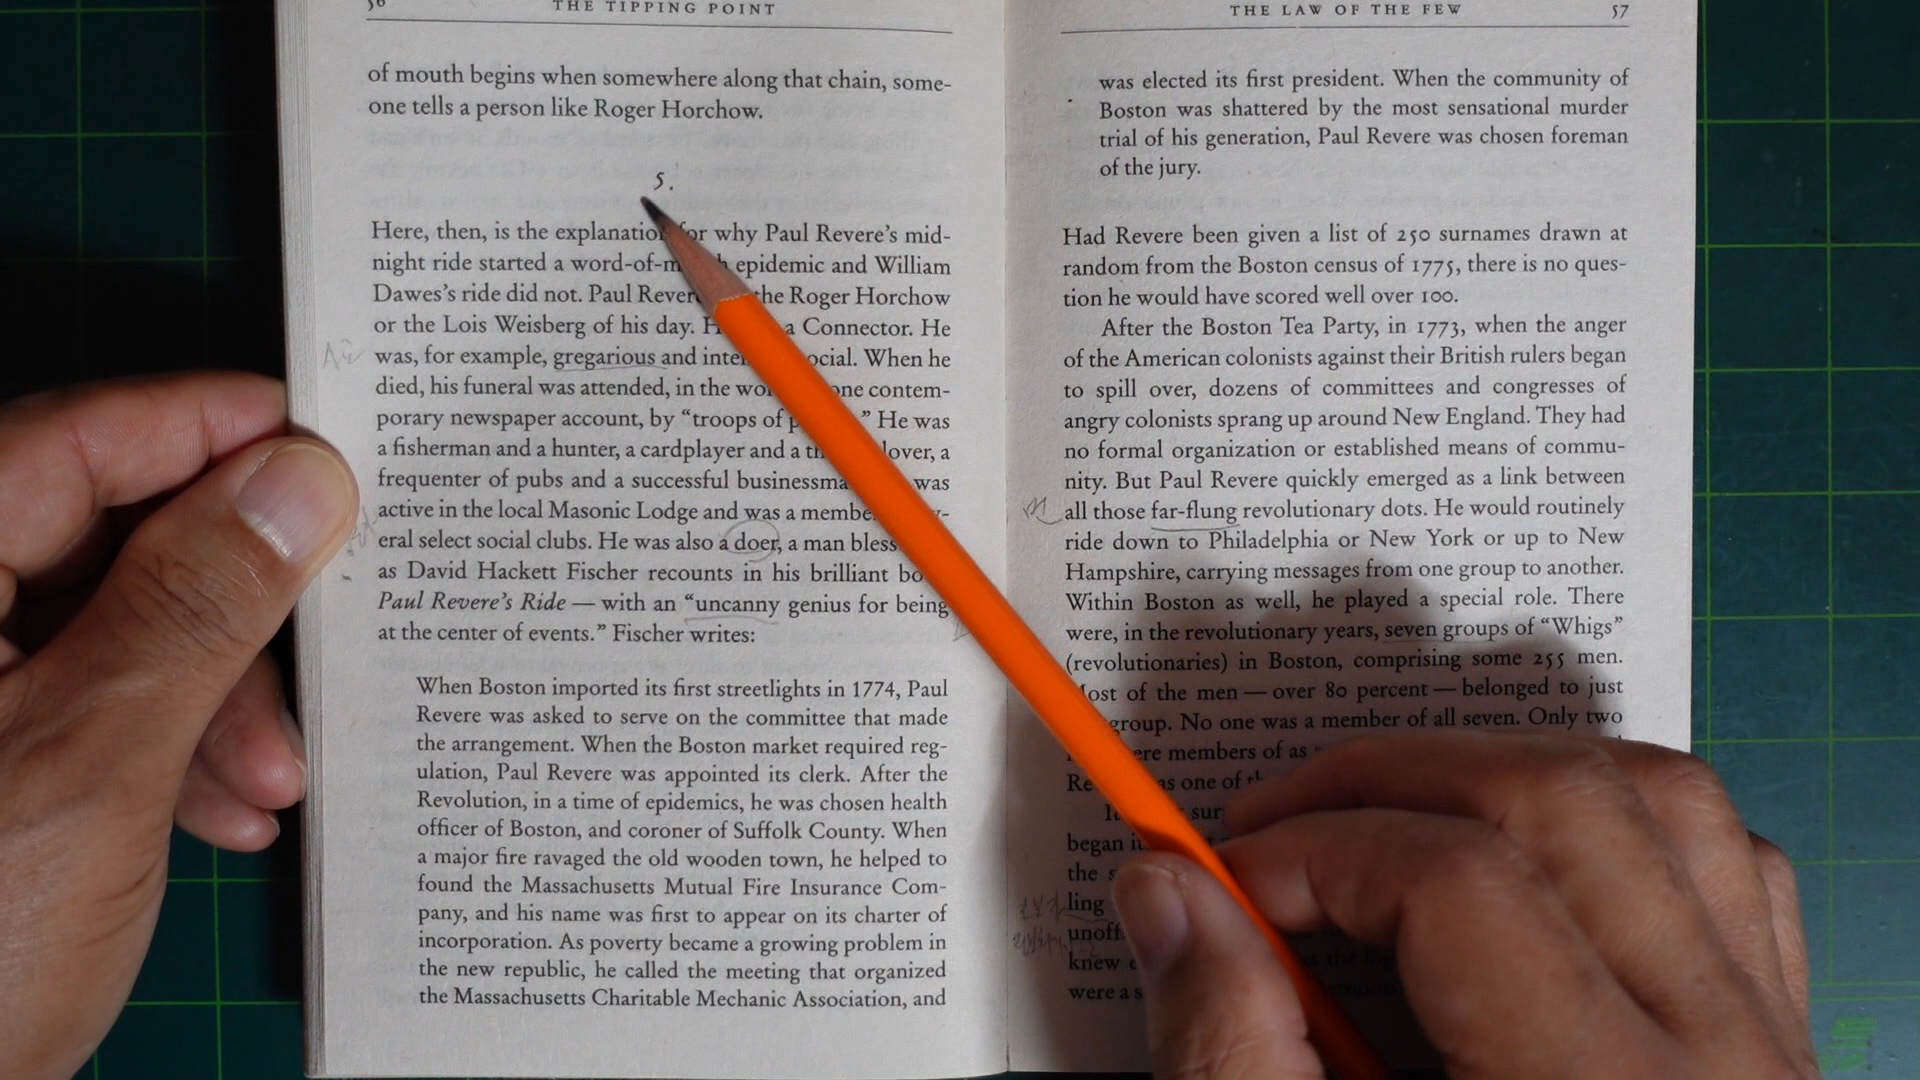 56 THE TIPPING POINT
of mouth begins when somewhere along that chain, some-
one tells a person like Roger Horchow.
5.
Here, then, is the explanation for why Paul Revere's mid-
night ride started a word-of-m epidemic and William
Dawes's ride did not. Paul Revere the Roger Horchow
or the Lois Weisberg of his day. H a Connector. He
was, for example, gregarious and inte ocial. When he
died, his funeral was attended, in the wo one contem-
porary newspaper account, by “troops of p ” He was
a fisherman and a hunter, a cardplayer and a th lover, a
frequenter of pubs and a successful businessma was
active in the local Masonic Lodge and was a membe v-
eral select social clubs. He was also a doer, a man bless
as David Hackett Fischer recounts in his brilliant bo
Paul Revere's Ride — with an “uncanny genius for being
at the center of events.” Fischer writes:
When Boston imported its first streetlights in 1774, Paul
Revere was asked to serve on the committee that made
the arrangement. When the Boston market required reg-
ulation, Paul Revere was appointed its clerk. After the
Revolution, in a time of epidemics, he was chosen health
officer of Boston, and coroner of Suffolk County. When
a major fire ravaged the old wooden town, he helped to
found the Massachusetts Mutual Fire Insurance Com-
pany, and his name was first to appear on its charter of
incorporation. As poverty became a growing problem in
the new republic, he called the meeting that organized
the Massachusetts Charitable Mechanic Association, and
THE LAW OF THE FEW 57
was elected its first president. When the community of
Boston was shattered by the most sensational murder
trial of his generation, Paul Revere was chosen foreman
of the jury.
Had Revere been given a list of 250 surnames drawn at
random from the Boston census of 1775, there is no ques-
tion he would have scored well over 100.
After the Boston Tea Party, in 1773, when the anger
of the American colonists against their British rulers began
to spill over, dozens of committees and congresses of
angry colonists sprang up around New England. They had
no formal organization or established means of commu-
nity. But Paul Revere quickly emerged as a link between
all those far-flung revolutionary dots. He would routinely
ride down to Philadelphia or New York or up to New
Hampshire, carrying messages from one group to another.
Within Boston as well, he played a special role. There
were, in the revolutionary years, seven groups of “Whigs”
(revolutionaries) in Boston, comprising some 255 men.
Most of the men — over 80 percent — belonged to just
group. No one was a member of all seven. Only two
ere members of as
Re as one of
It sur
began
the s
ling
unoff
knew
were a s